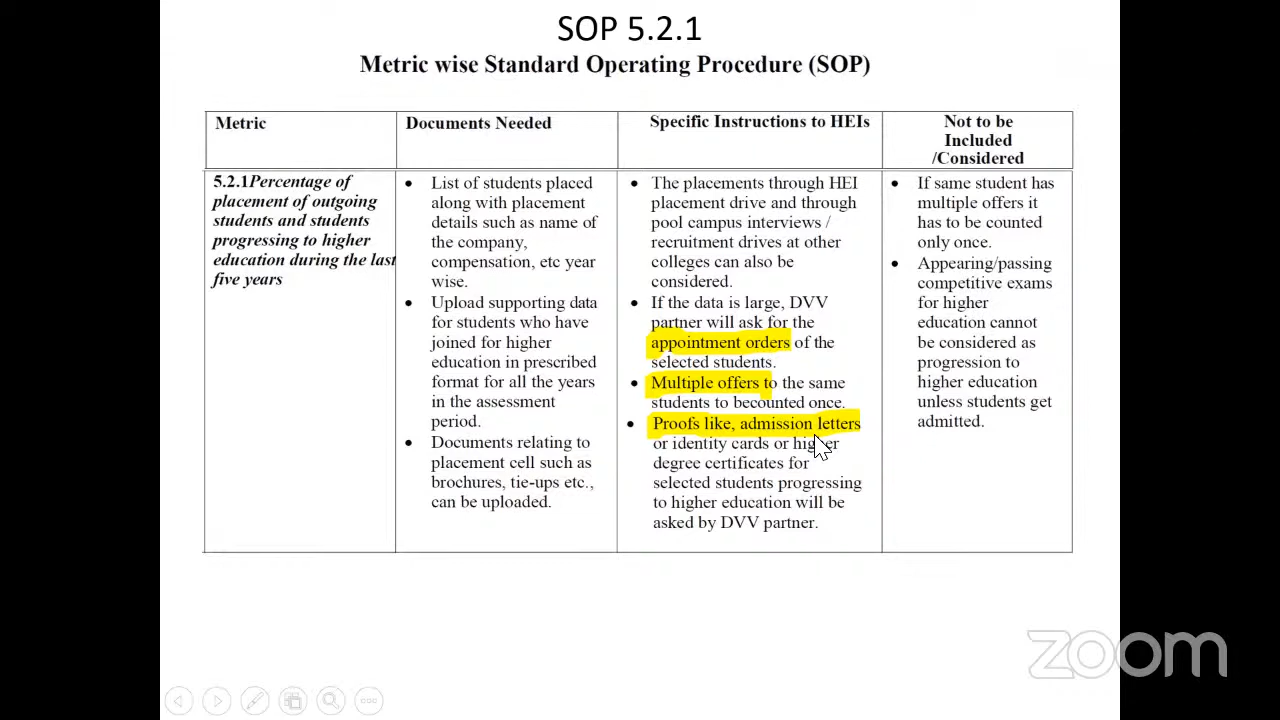 SOP 5.2.1
Metric wise Standard Operating Procedure (SOP)
Metric
Documents Needed
Specific Instructions to HEIs
Not to be
Included
/Considered
5.2.1Percentage of
placement of outgoing
students and students
progressing to higher
education during the last
five years
• List of students placed
along with placement
details such as name of
the company,
compensation, etc year
wise.
• Upload supporting data
for students who have
joined for higher
education in prescribed
format for all the years
in the assessment
period.
• Documents relating to
placement cell such as
brochures, tie-ups etc.,
can be uploaded.
• The placements through HEI
placement drive and through
pool campus interviews /
recruitment drives at other
colleges can also be
considered.
• If the data is large, DVV
partner will ask for the
appointment orders of the
selected students.
• Multiple offers to the same
students to becounted once.
• Proofs like, admission letters
or identity cards or higher
degree certificates for
selected students progressing
to higher education will be
asked by DVV partner.
• If same student has
multiple offers it
has to be counted
only once.
• Appearing/passing
competitive exams
for higher
education cannot
be considered as
progression to
higher education
unless students get
admitted.
zoom